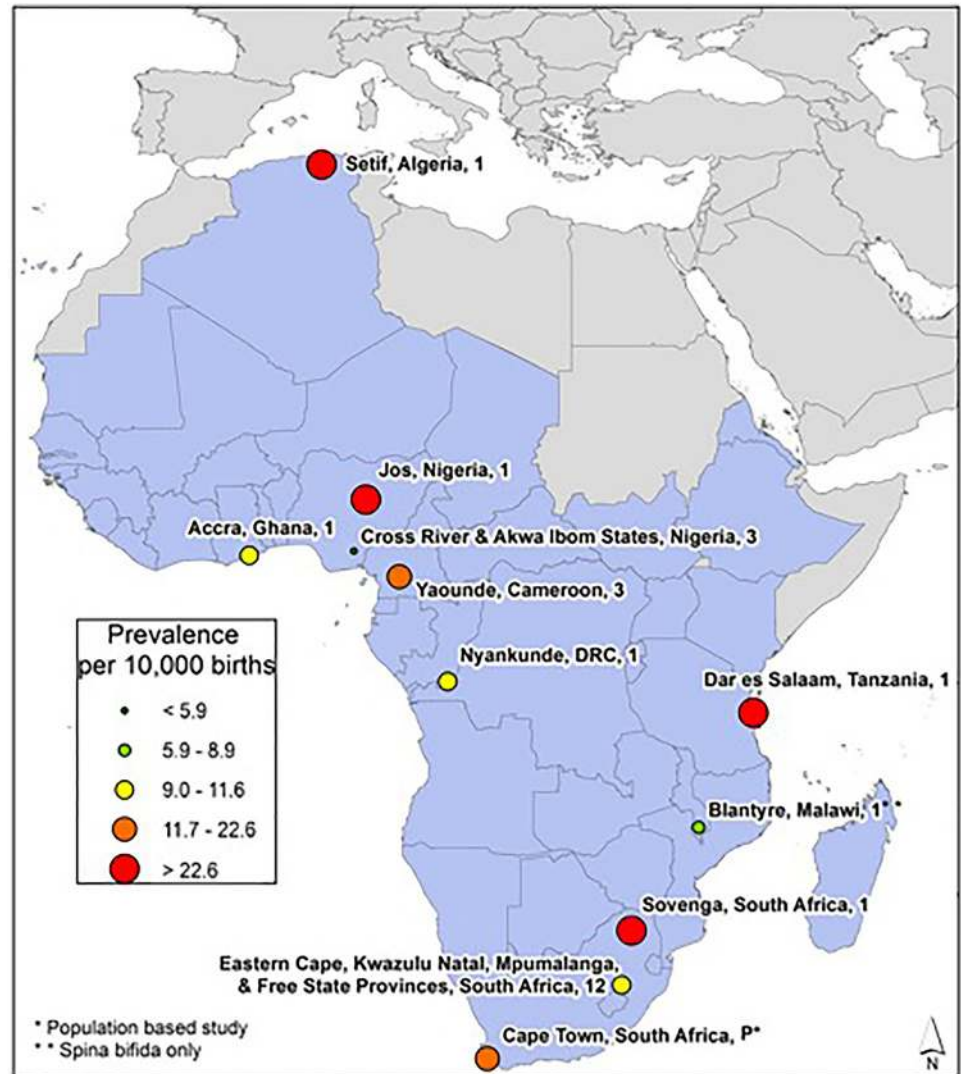 Setif, Algeria, 1
Jos, Nigeria, 1
Accra, Ghana, 1
Cross River & Akwa Ibom States, Nigeria, 3
Yaounde, Cameroon, 3
Nyankunde, DRC, 1
Dar es Salaam, Tanzania, 1
Blantyre, Malawi, 1* *
Sovenga, South Africa, 1
Eastern Cape, Kwazulu Natal, Mpumalanga,
& Free State Provinces, South Africa, 12
Cape Town, South Africa, P*
Prevalence
per 10,000 births
< 5.9
5.9 - 8.9
9.0 - 11.6
11.7 - 22.6
> 22.6
* Population based study
* * Spina bifida only
N